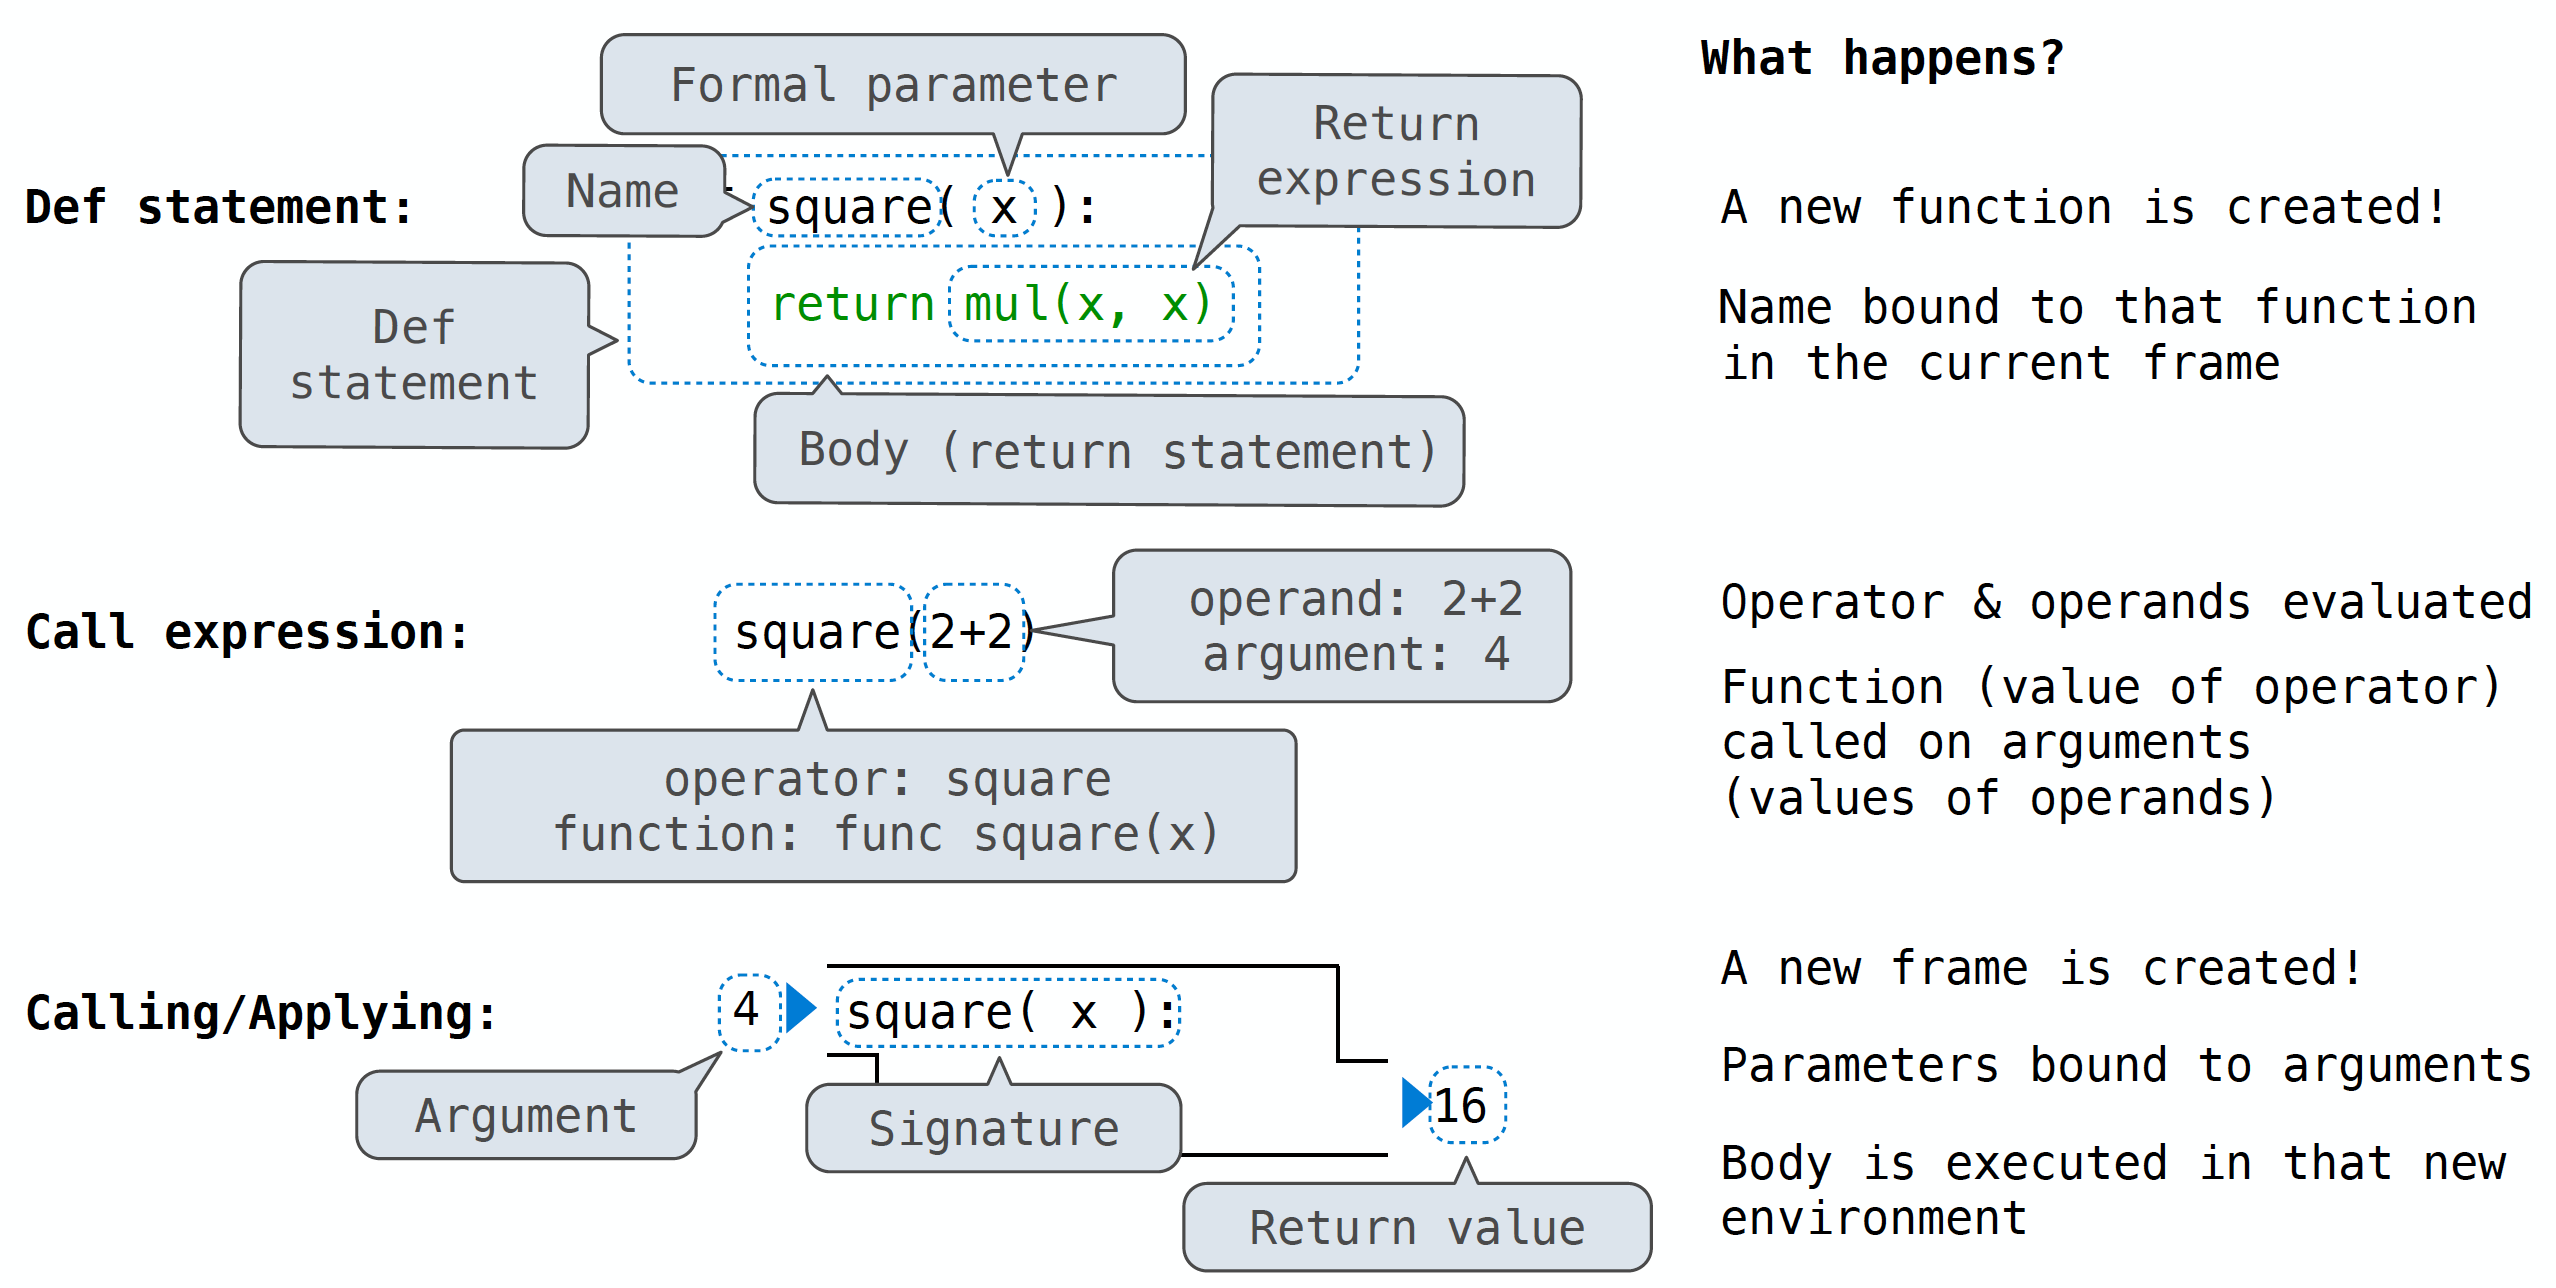 What happens?
Formal parameter
Return
expression
Name
Def statement:
square( x ):
A new function is created!
return mul(x, x)
Def
statement
Name bound to that function
in the current frame
Body (return statement)
Call expression:
square(2+2)
operand: 2+2
argument: 4
Operator & operands evaluated
operator: square
function: func square(x)
Function (value of operator)
called on arguments
(values of operands)
Calling/Applying:
4
square( x ):
A new frame is created!
Argument
Signature
16
Parameters bound to arguments
Return value
Body is executed in that new
environment